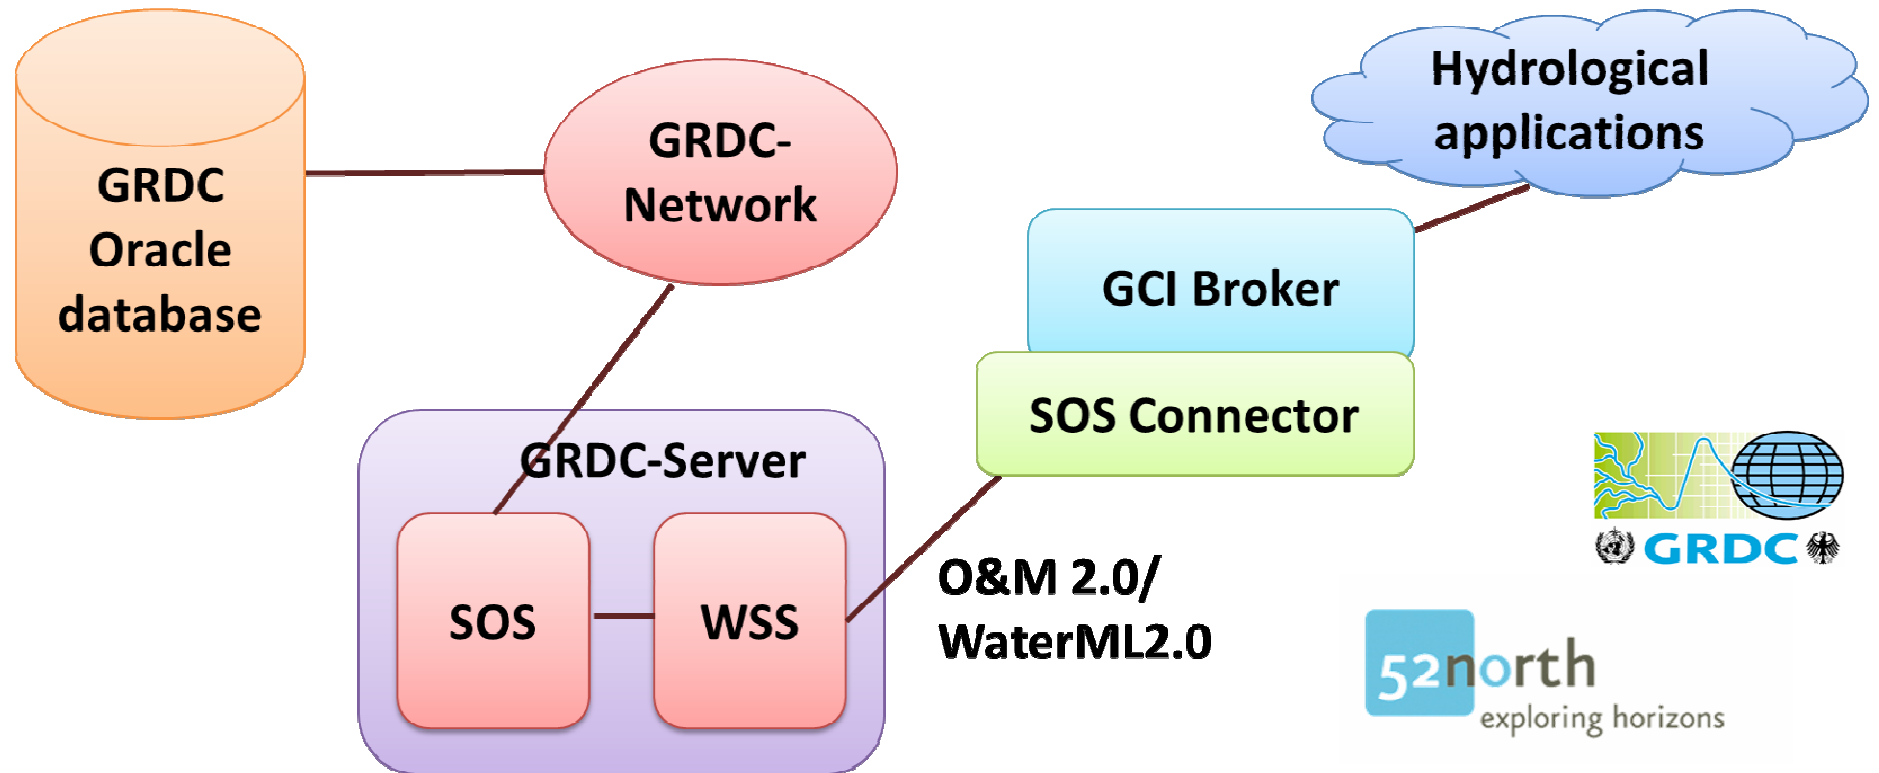 GRDC
Oracle
database
GRDC-
Network
Hydrological
applications
GCI Broker
SOS Connector
GRDC-Server
SOS
WSS
O&M 2.0/
WaterML2.0
GRDC
52north
exploring horizons